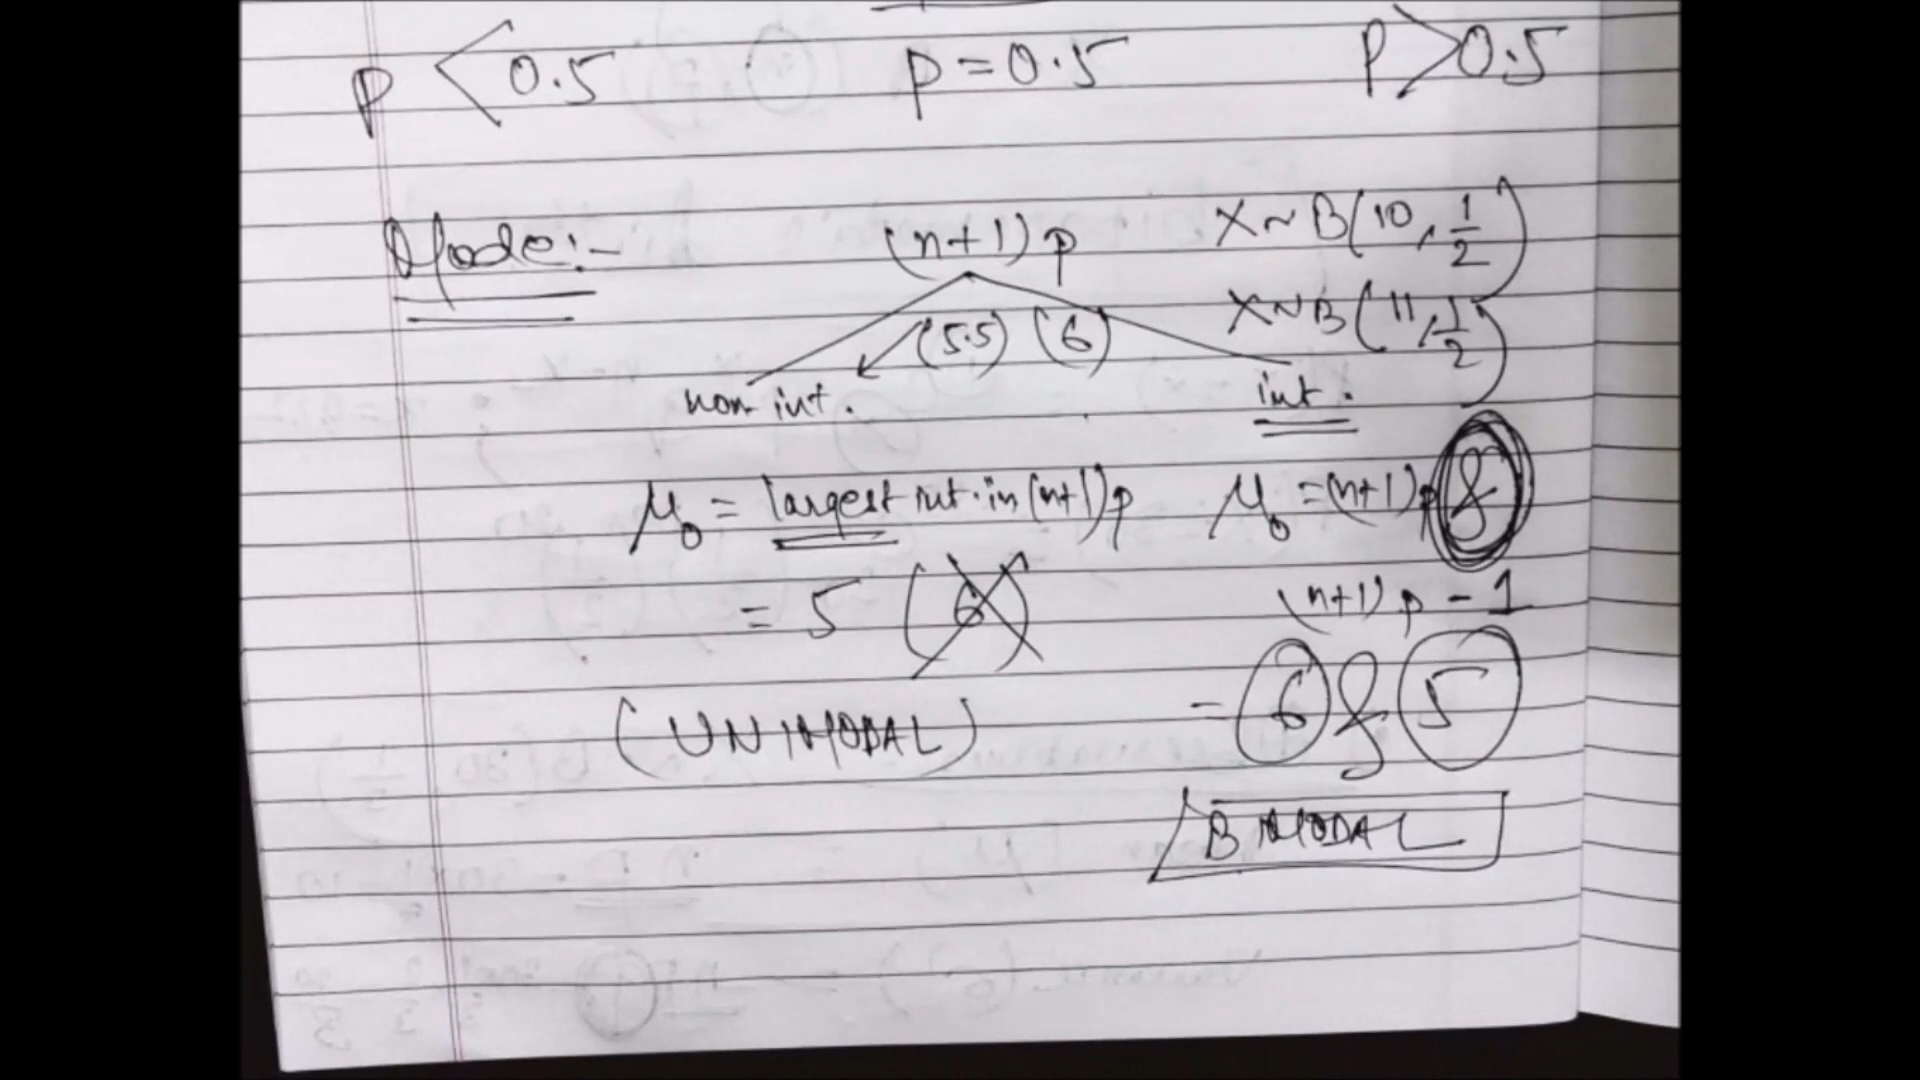 p < 0.5 p = 0.5 p > 0.5
Mode:- (n+1) p X ~ B(10, 1/2)
(5.5) (6) X ~ B(11, 1/2)
non int. int.
μ₀ = largest int. in (n+1)p μ₀ = (n+1)p &
= 5 (6) (n+1) p - 1
= 6 & 5
(UNIMODAL)
BIMODAL